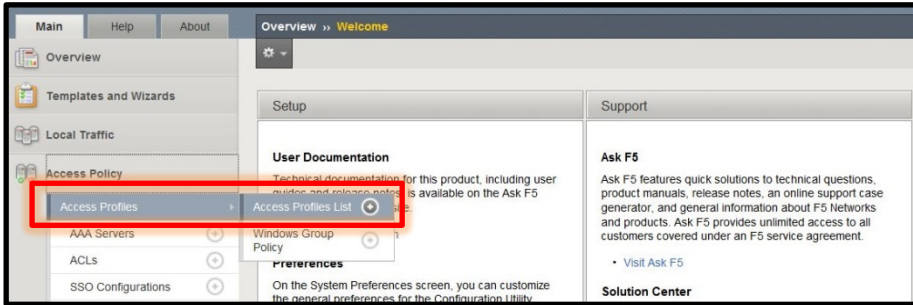 Main Help About
Overview ›› Welcome
Overview
Templates and Wizards
Local Traffic
Access Policy
Access Profiles
Access Profiles List
AAA Servers
Windows Group
Policy
ACLs
SSO Configurations
Setup
User Documentation
Technical documentation for this product, including user
guides and release notes, is available on the Ask F5
Preferences
On the System Preferences screen, you can customize
the general preferences for the Configuration Utility
Support
Ask F5
Ask F5 features quick solutions to technical questions,
product manuals, release notes, an online support case
generator, and general information about F5 Networks
and products. Ask F5 provides unlimited access to all
customers covered under an F5 service agreement.
• Visit Ask F5
Solution Center